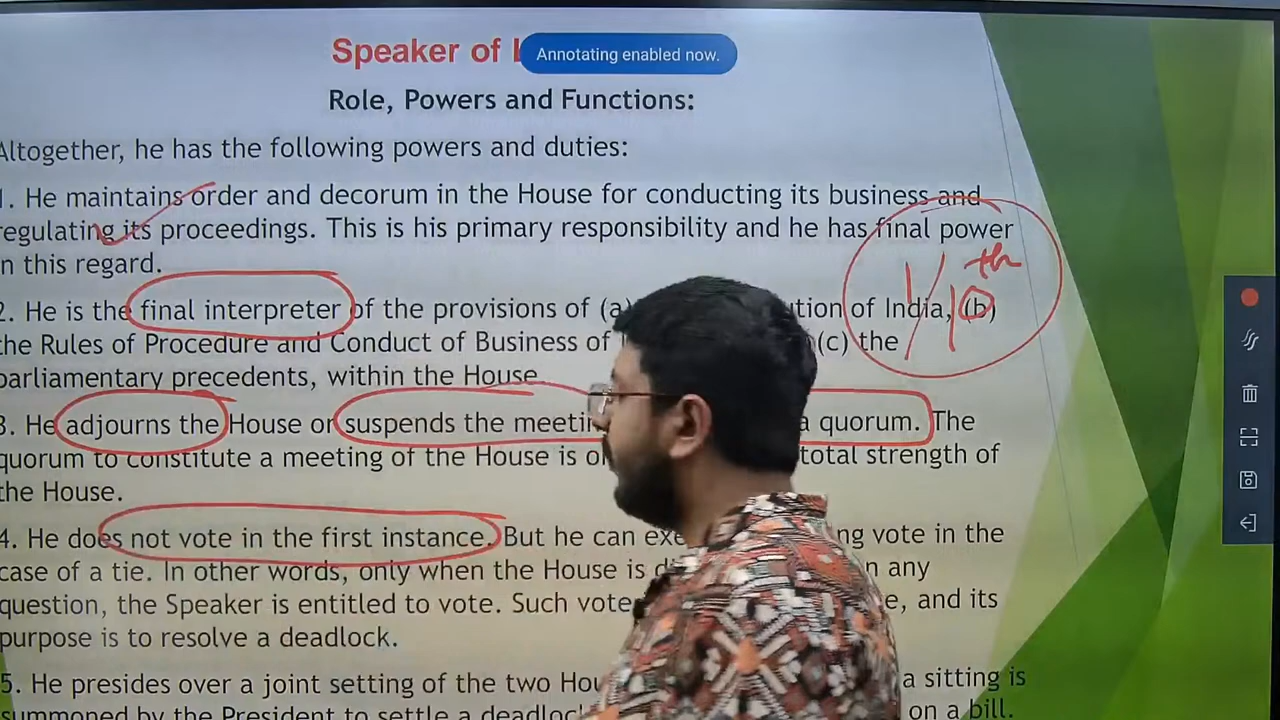 Speaker of
Annotating enabled now.
Role, Powers and Functions:
Altogether, he has the following powers and duties:
1. He maintains order and decorum in the House for conducting its business and
regulating its proceedings. This is his primary responsibility and he has final power
in this regard.
1/10th
2. He is the final interpreter of the provisions of (a) tion of India, (b)
the Rules of Procedure and Conduct of Business of (c) the
parliamentary precedents, within the House
3. He adjourns the House or suspends the a quorum. The
quorum to constitute a meeting of the House is total strength of
the House.
4. He does not vote in the first instance. But he can ng vote in the
case of a tie. In other words, only when the House is n any
question, the Speaker is entitled to vote. Such vote e, and its
purpose is to resolve a deadlock.
5. He presides over a joint setting of the two a sitting is
summoned by the President to settle a on a bill.